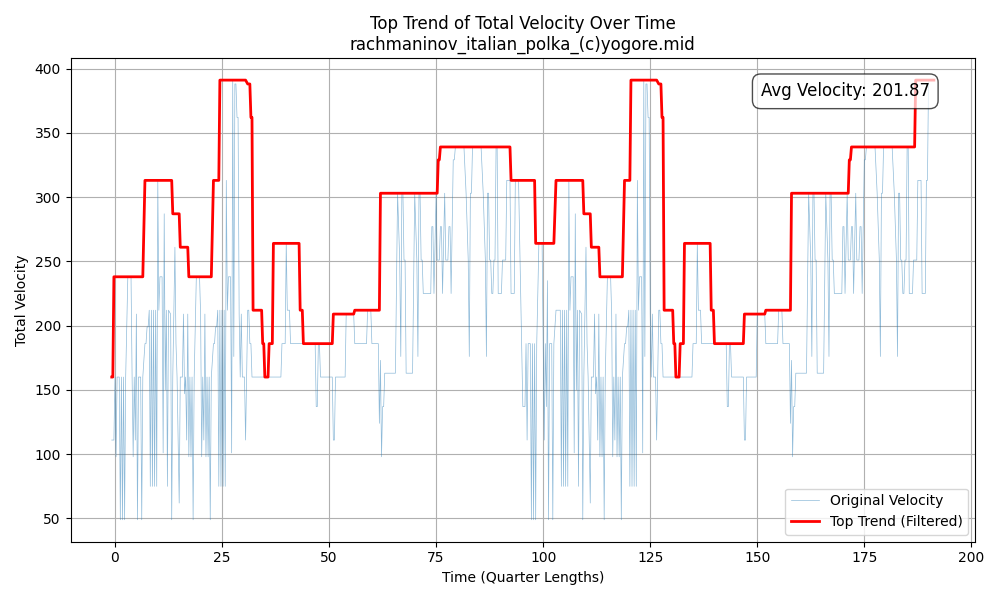 Top Trend of Total Velocity Over Time
rachmaninov_italian_polka_(c)yogore.mid
Avg Velocity: 201.87
400
350
300
250
200
150
100
50
Total Velocity
Original Velocity
Top Trend (Filtered)
0 25 50 75 100 125 150 175 200
Time (Quarter Lengths)